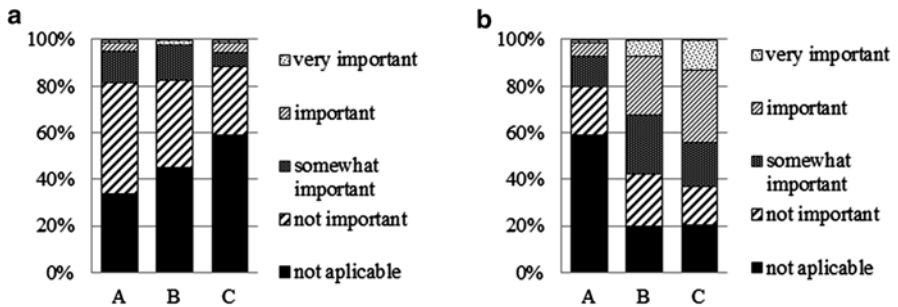 a
100%
80%
60%
40%
20%
0%
A B C
very important
important
somewhat
important
not important
not aplicable
b
100%
80%
60%
40%
20%
0%
A B C
very important
important
somewhat
important
not important
not aplicable